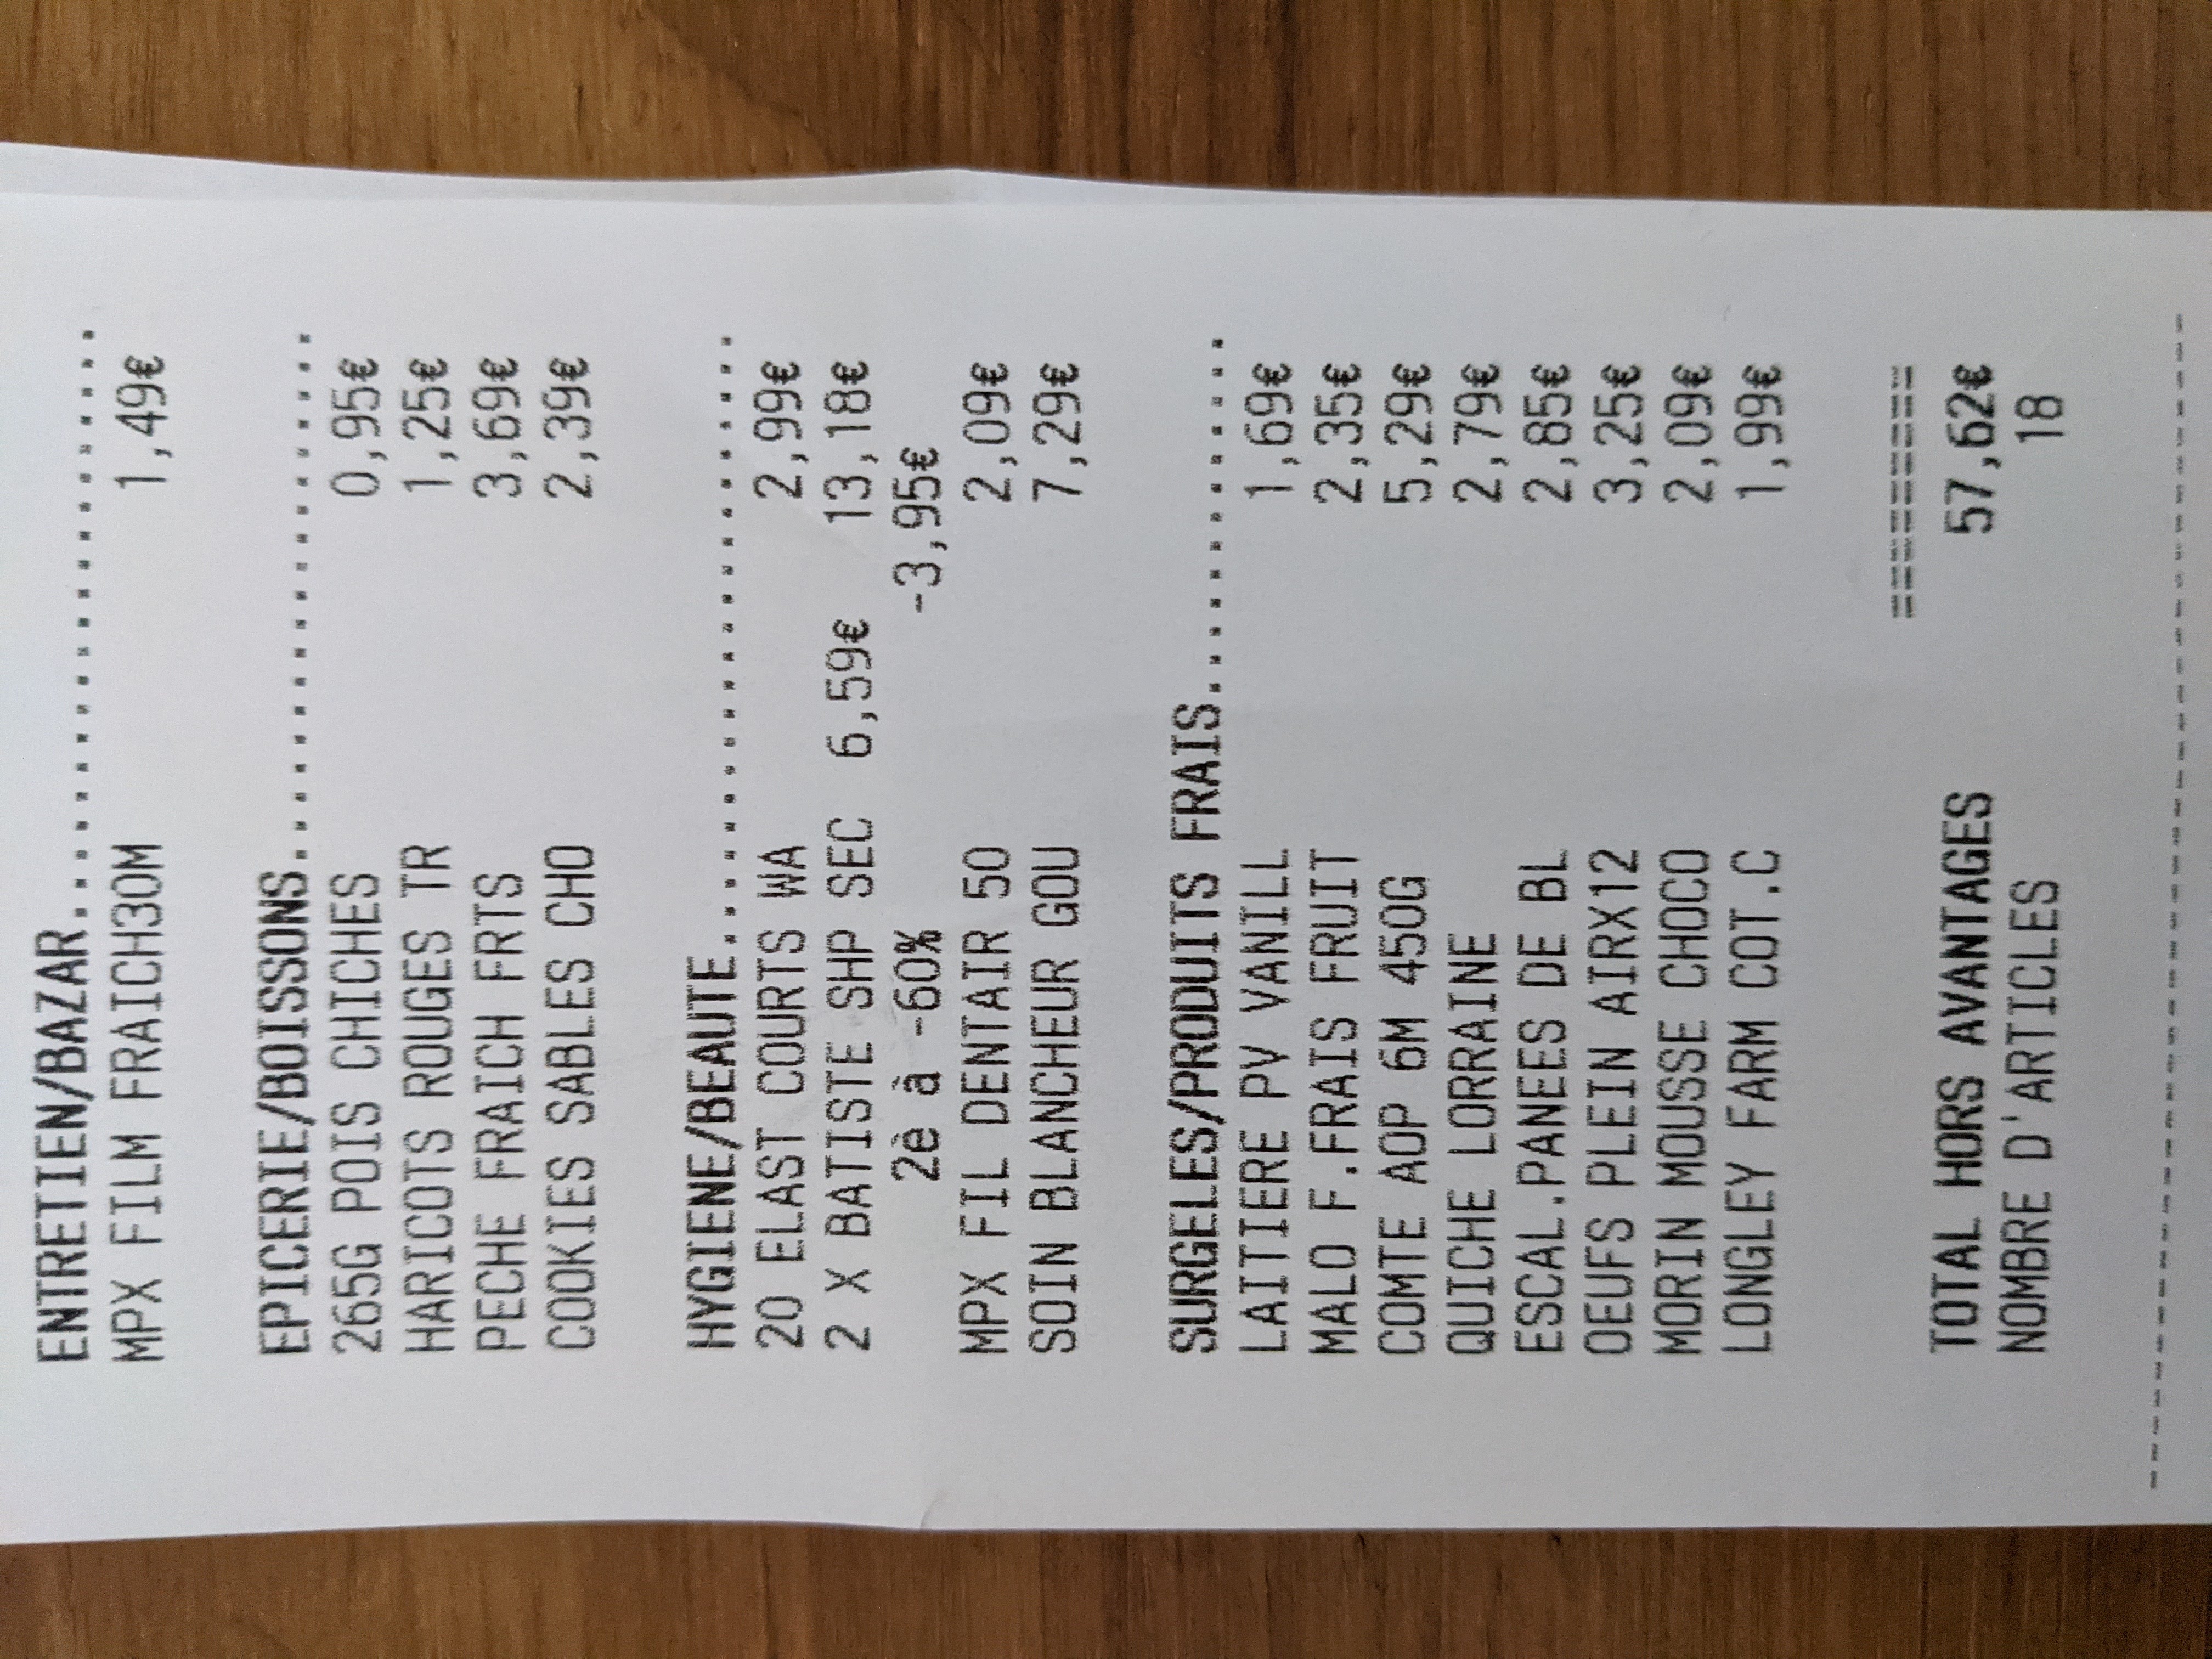 ENTRETIEN/BAZAR.....................
MPX FILM FRAICH30M 1,49€
EPICERIE/BOISSONS...................
265G POIS CHICHES 0,95€
HARICOTS ROUGES TR 1,25€
PECHE FRAICH FRTS 3,69€
COOKIES SABLES CHO 2,39€
HYGIENE/BEAUTE......................
20 ELAST COURTS WA 2,99€
2 X BATISTE SHP SEC 6,59€ 13,18€
2è à -60% -3,95€
MPX FIL DENTAIR 50 2,09€
SOIN BLANCHEUR GOU 7,29€
SURGELES/PRODUITS FRAIS.............
LAITIERE PV VANILL 1,69€
MALO F.FRAIS FRUIT 2,35€
COMTE AOP 6M 450G 5,29€
QUICHE LORRAINE 2,79€
ESCAL.PANEES DE BL 2,85€
OEUFS PLEIN AIRX12 3,25€
MORIN MOUSSE CHOCO 2,09€
LONGLEY FARM COT.C 1,99€
=========
TOTAL HORS AVANTAGES 57,62€
NOMBRE D'ARTICLES 18